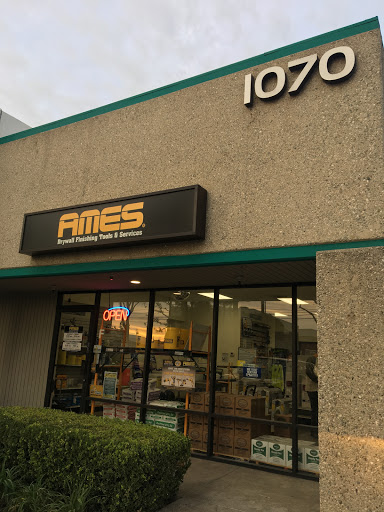 1070
AMES®
Drywall Finishing Tools & Services
OPEN